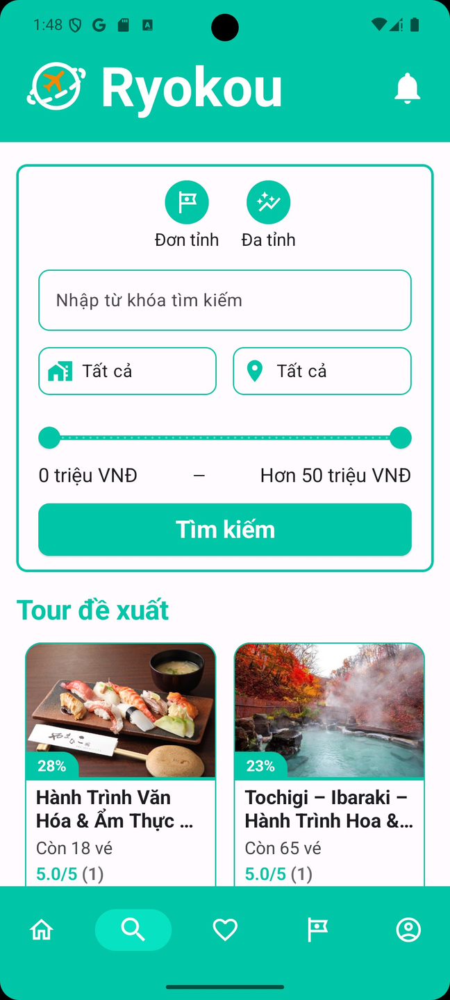 1:48
Ryokou
Đơn tỉnh
Đa tỉnh
Nhập từ khóa tìm kiếm
Tất cả
Tất cả
0 triệu VNĐ – Hơn 50 triệu VNĐ
Tìm kiếm
Tour đề xuất
28%
Hành Trình Văn
Hóa & Ẩm Thực ...
Còn 18 vé
5.0/5 (1)
23%
Tochigi – Ibaraki –
Hành Trình Hoa &...
Còn 65 vé
5.0/5 (1)